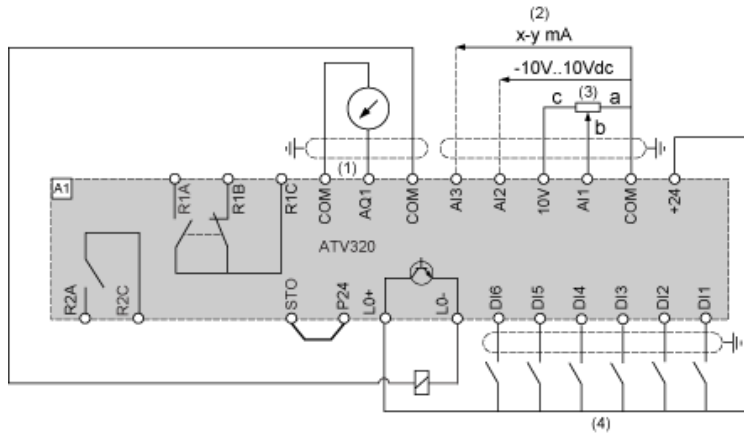 (2)
x-y mA
-10V..10Vdc
c (3) a
b
(1)
A1
R1A
R1B
R1C
COM
AQ1
COM
AI3
AI2
10V
AI1
COM
+24
ATV320
R2A
R2C
STO
P24
L0+
L0-
DI6
DI5
DI4
DI3
DI2
DI1
(4)